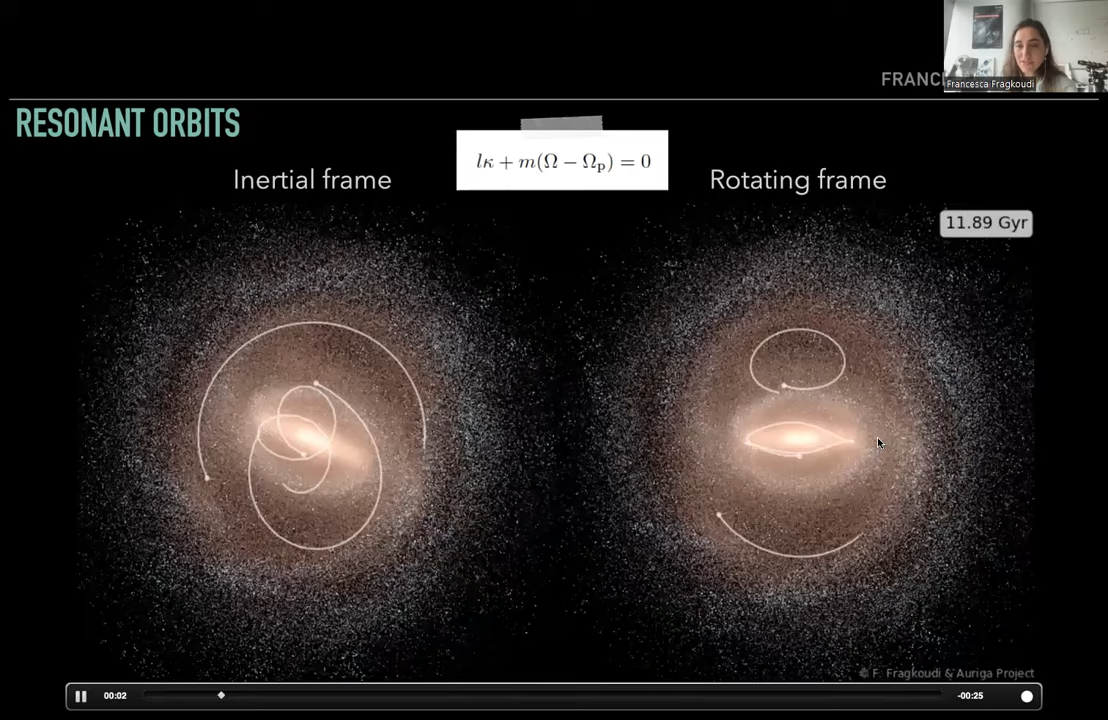 FRANC
Francesca Fragkoudi
RESONANT ORBITS
lκ + m(Ω − Ωp) = 0
Inertial frame
Rotating frame
11.89 Gyr
© F. Fragkoudi & Auriga Project
00:02
-00:25